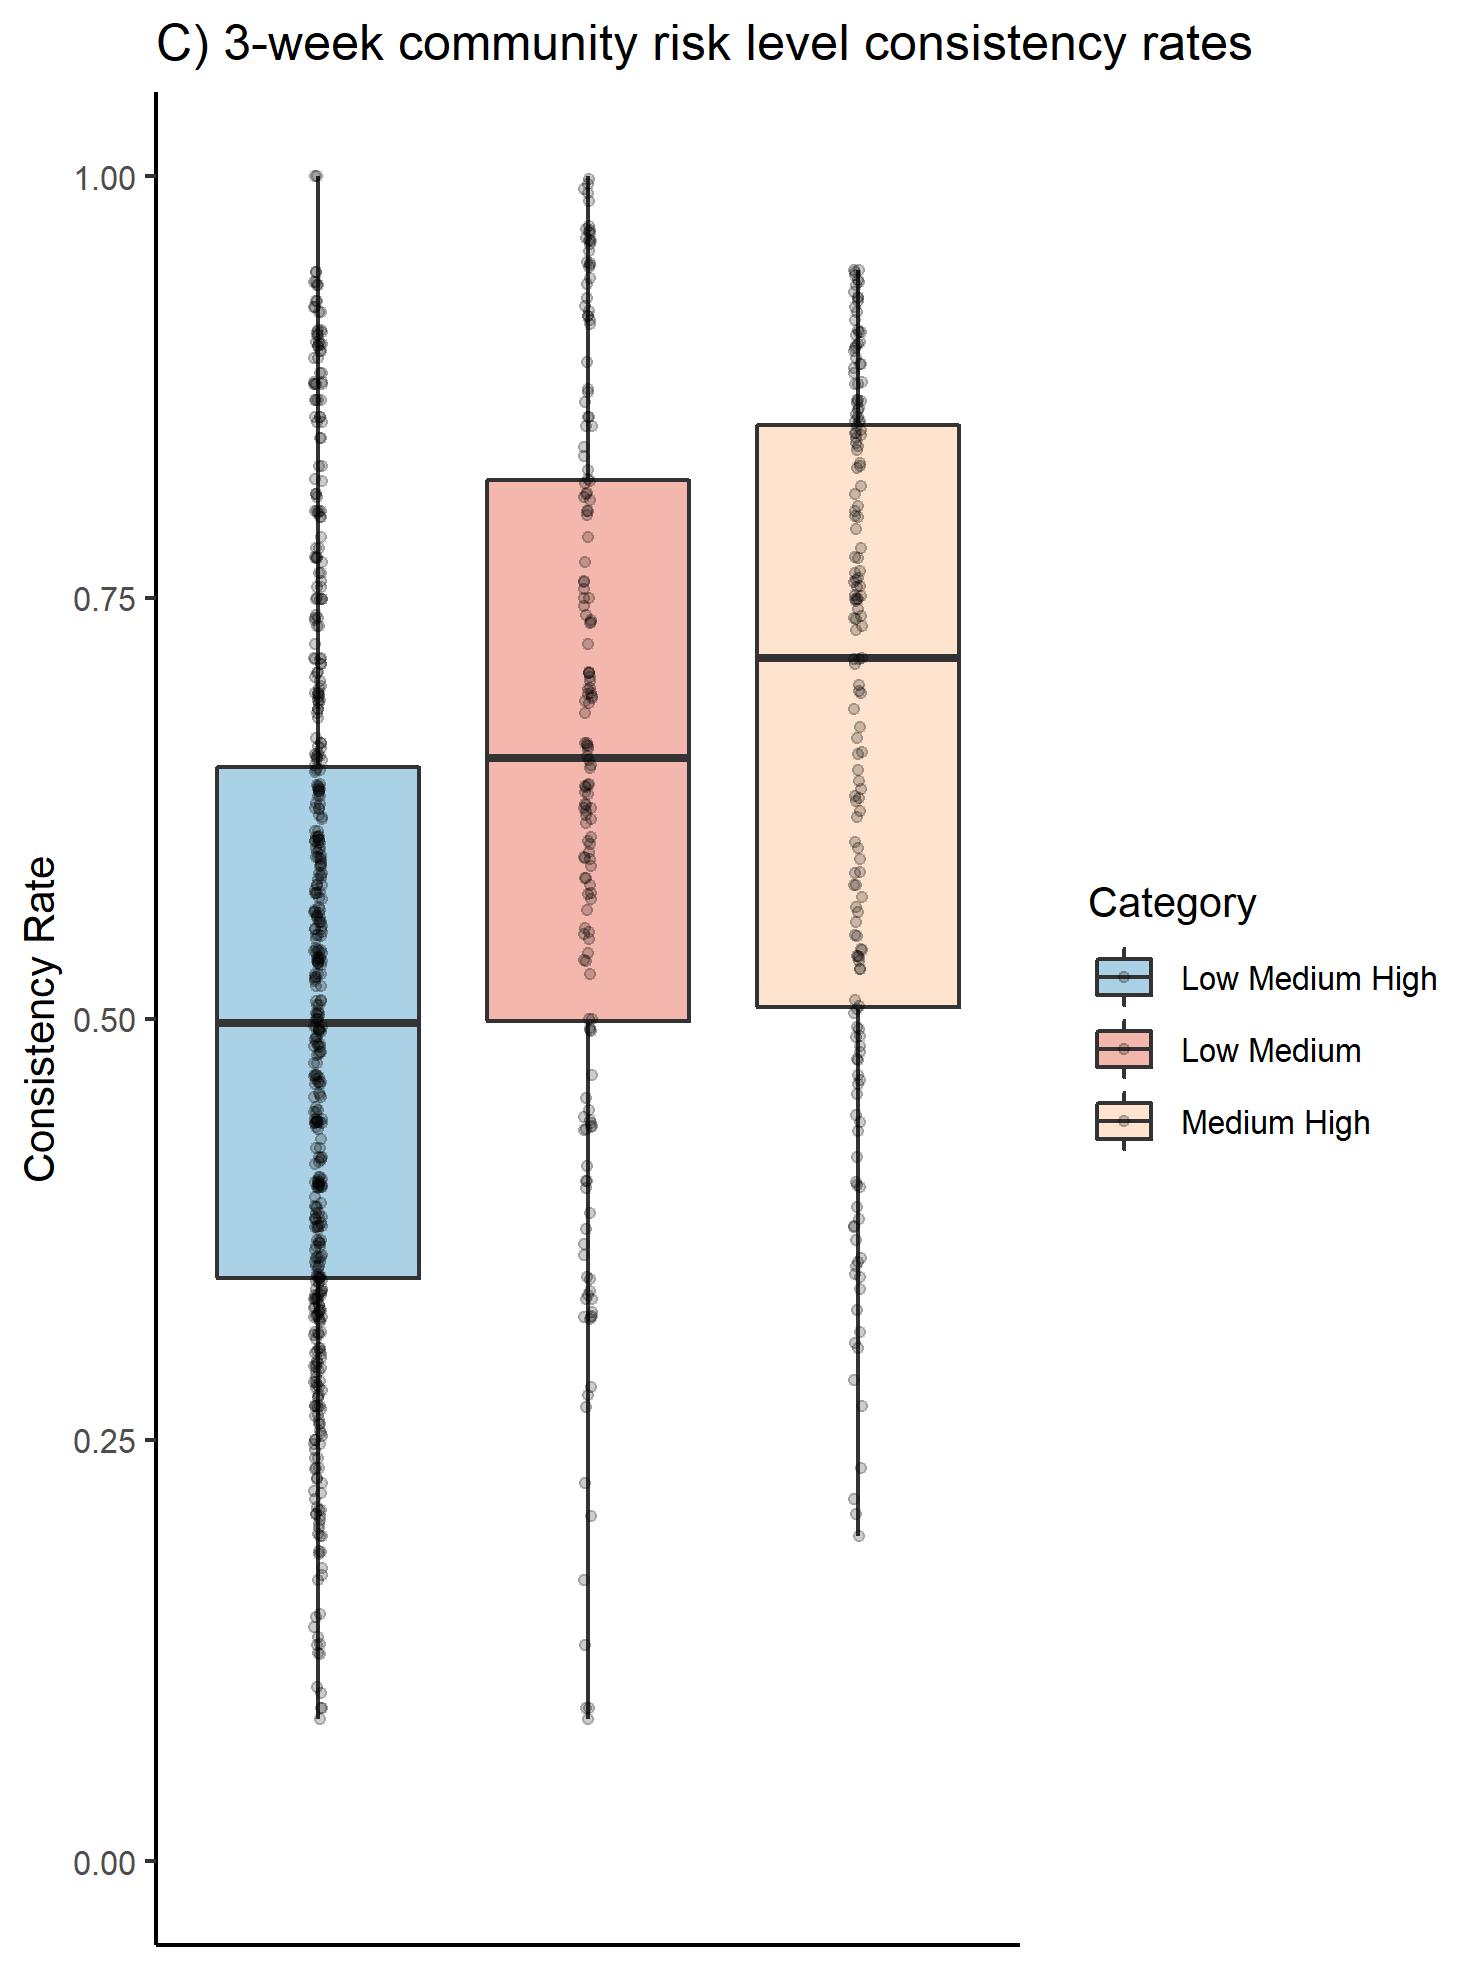 C) 3-week community risk level consistency rates
1.00
0.75
0.50
0.25
0.00
Consistency Rate
Category
Low Medium High
Low Medium
Medium High